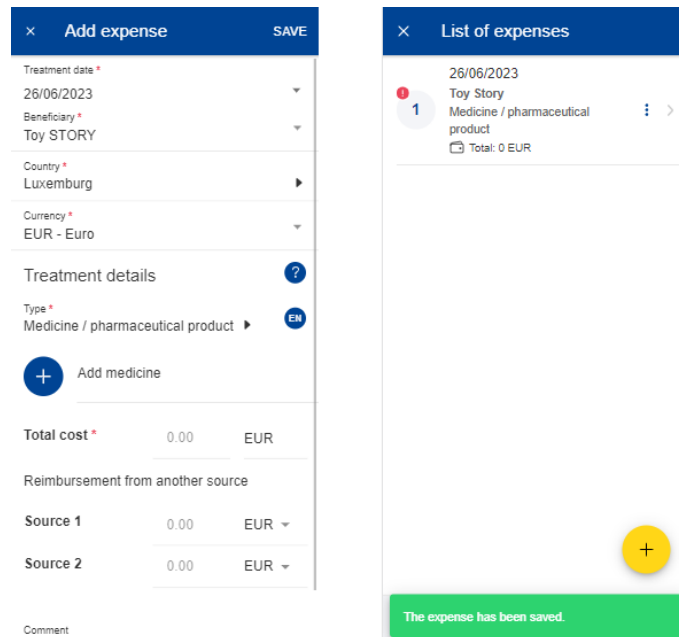 × Add expense SAVE
Treatment date *
26/06/2023
Beneficiary *
Toy STORY
Country *
Luxemburg
Currency *
EUR - Euro
Treatment details ?
Type *
Medicine / pharmaceutical product EN
+ Add medicine
Total cost * 0.00 EUR
Reimbursement from another source
Source 1 0.00 EUR
Source 2 0.00 EUR
Comment
× List of expenses
26/06/2023
! Toy Story
1 Medicine / pharmaceutical
product
Total: 0 EUR
+
The expense has been saved.